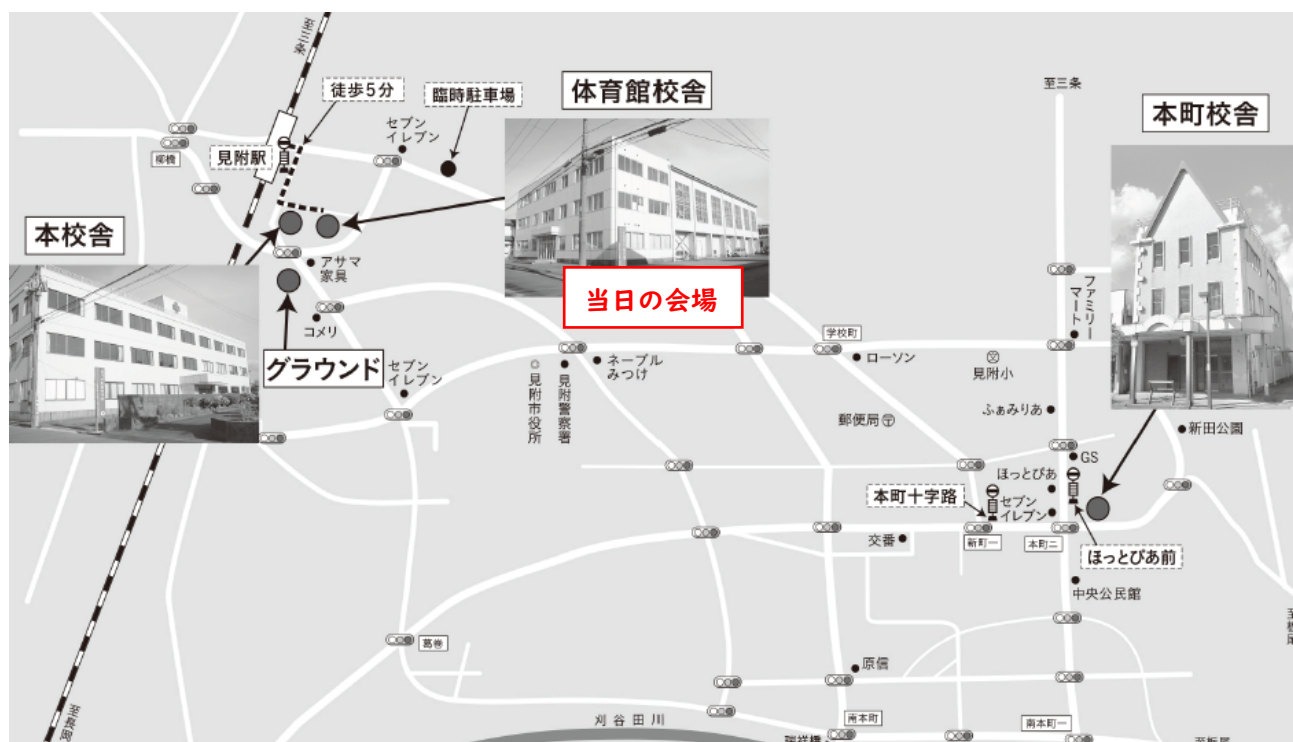 至三条
徒歩5分
臨時駐車場
体育館校舎
至三条
本町校舎
セブン
イレブン
見附駅
柳橋
本校舎
アサマ
家具
当日の会場
コメリ
ファミリーマート
グラウンド
セブン
イレブン
ネーブル
みつけ
見附市役所
見附警察署
学校町
ローソン
見附小
ふぁみりあ
郵便局
新田公園
GS
ほっとぴあ
本町十字路
セブン
イレブン
交番
新町一
本町二
ほっとぴあ前
中央公民館
葛巻
原信
刈谷田川
南本町
南本町一